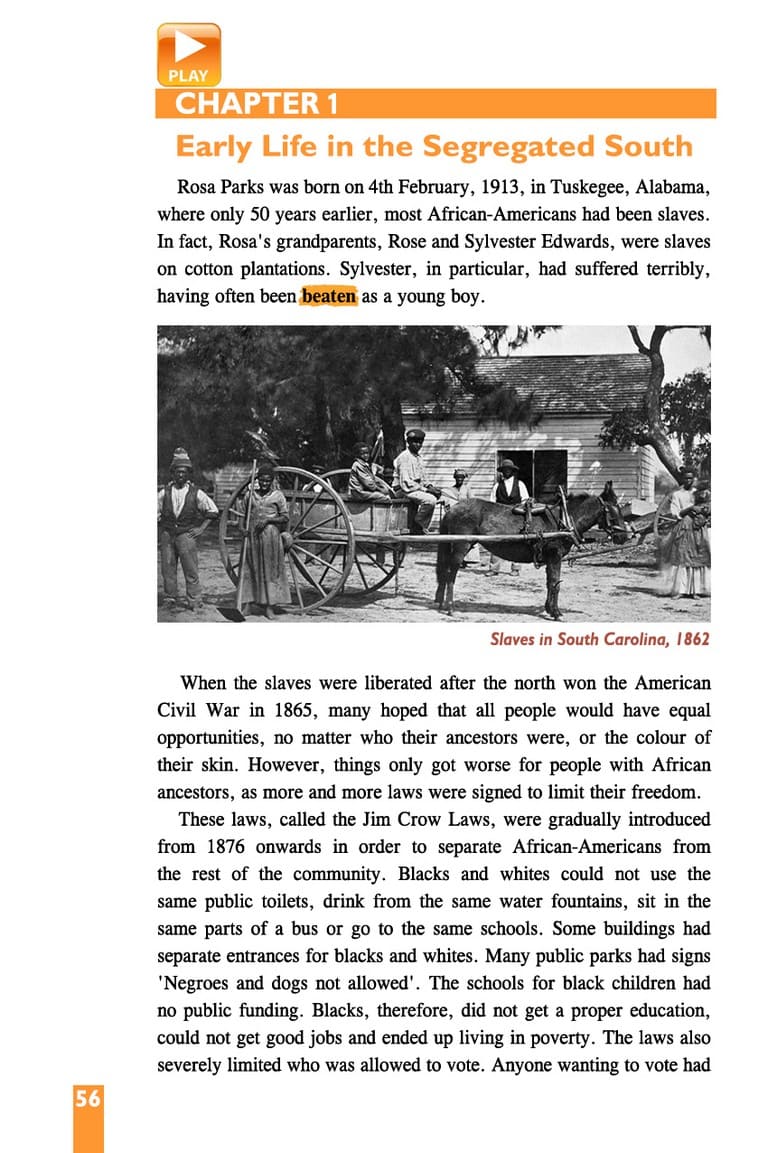 PLAY
CHAPTER 1
Early Life in the Segregated South
Rosa Parks was born on 4th February, 1913, in Tuskegee, Alabama,
where only 50 years earlier, most African-Americans had been slaves.
In fact, Rosa's grandparents, Rose and Sylvester Edwards, were slaves
on cotton plantations. Sylvester, in particular, had suffered terribly,
having often been beaten as a young boy.
Slaves in South Carolina, 1862
When the slaves were liberated after the north won the American
Civil War in 1865, many hoped that all people would have equal
opportunities, no matter who their ancestors were, or the colour of
their skin. However, things only got worse for people with African
ancestors, as more and more laws were signed to limit their freedom.
These laws, called the Jim Crow Laws, were gradually introduced
from 1876 onwards in order to separate African-Americans from
the rest of the community. Blacks and whites could not use the
same public toilets, drink from the same water fountains, sit in the
same parts of a bus or go to the same schools. Some buildings had
separate entrances for blacks and whites. Many public parks had signs
'Negroes and dogs not allowed'. The schools for black children had
no public funding. Blacks, therefore, did not get a proper education,
could not get good jobs and ended up living in poverty. The laws also
severely limited who was allowed to vote. Anyone wanting to vote had
56